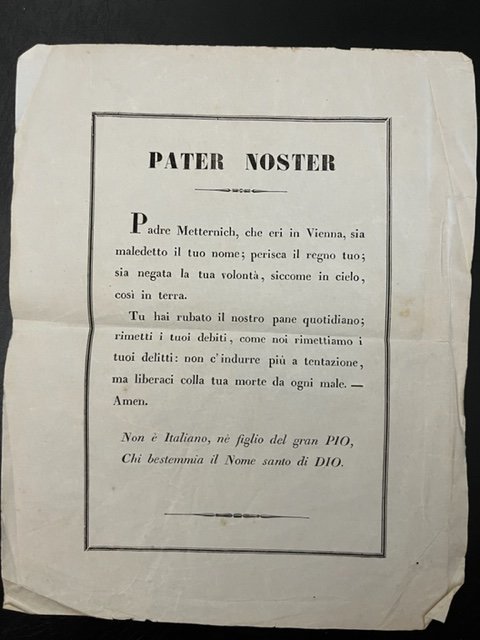 PATER NOSTER
Padre Metternich, che eri in Vienna, sia
maledetto il tuo nome; perisca il regno tuo;
sia negata la tua volontà, siccome in cielo,
così in terra.
Tu hai rubato il nostro pane quotidiano;
rimetti i tuoi debiti, come noi rimettiamo i
tuoi delitti: non c'indurre più a tentazione,
ma liberaci colla tua morte da ogni male. —
Amen.
Non è Italiano, nè figlio del gran PIO,
Chi bestemmia il Nome santo di DIO.